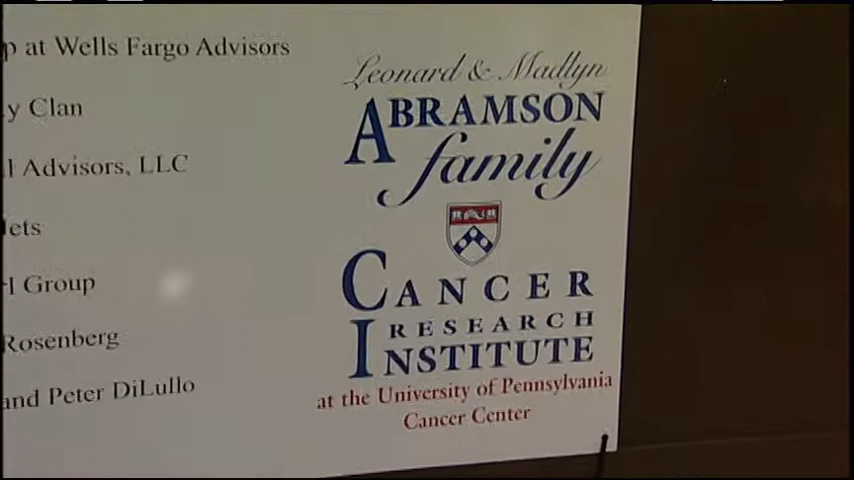 at Wells Fargo Advisors
Clan
Advisors, LLC
Group
Rosenberg
and Peter DiLullo
Leonard & Madlyn
ABRAMSON
family
CANCER
RESEARCH
INSTITUTE
at the University of Pennsylvania
Cancer Center